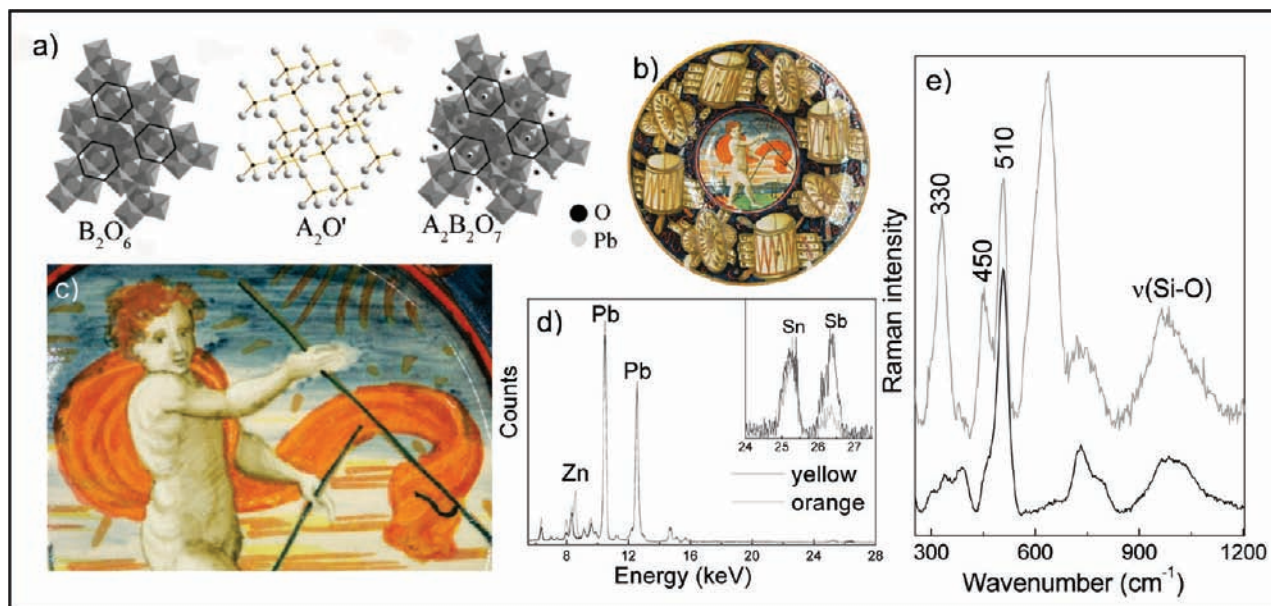 a)
B₂O₆
A₂O'
A₂B₂O₇
O
Pb
b)
c)
d)
Pb
Pb
Zn
Sn
Sb
24 25 26 27
yellow
orange
Counts
8 12 16 20 24 28
Energy (keV)
e)
330
450
510
ν(Si-O)
Raman intensity
300 600 900 1200
Wavenumber (cm⁻¹)